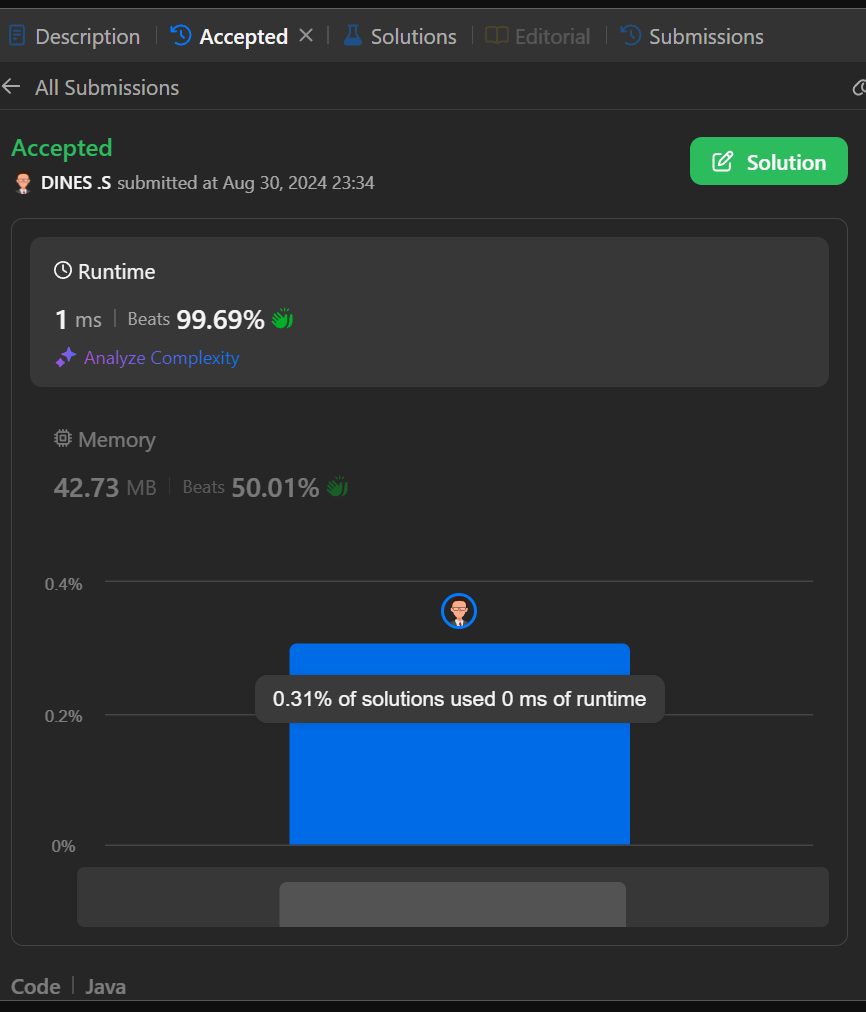 Description Accepted Solutions Editorial Submissions
All Submissions
Accepted
DINES .S submitted at Aug 30, 2024 23:34
Solution
Runtime
1 ms Beats 99.69%
Analyze Complexity
Memory
42.73 MB Beats 50.01%
0.4%
0.31% of solutions used 0 ms of runtime
0.2%
0%
Code Java